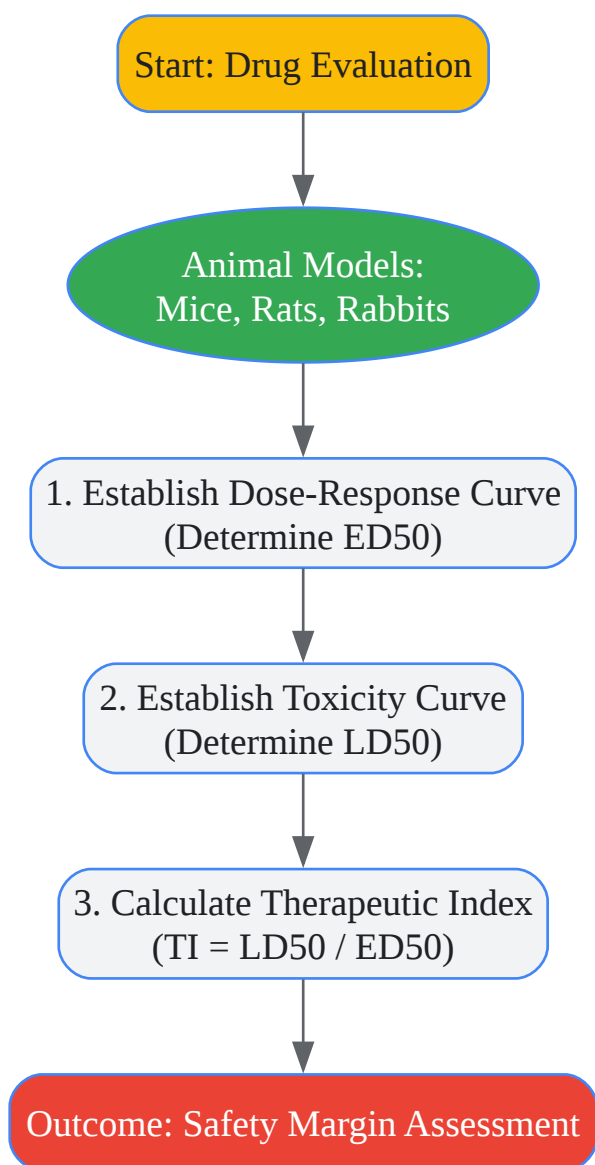 Start: Drug Evaluation
Animal Models:
Mice, Rats, Rabbits
1. Establish Dose-Response Curve
(Determine ED50)
2. Establish Toxicity Curve
(Determine LD50)
3. Calculate Therapeutic Index
(TI = LD50 / ED50)
Outcome: Safety Margin Assessment